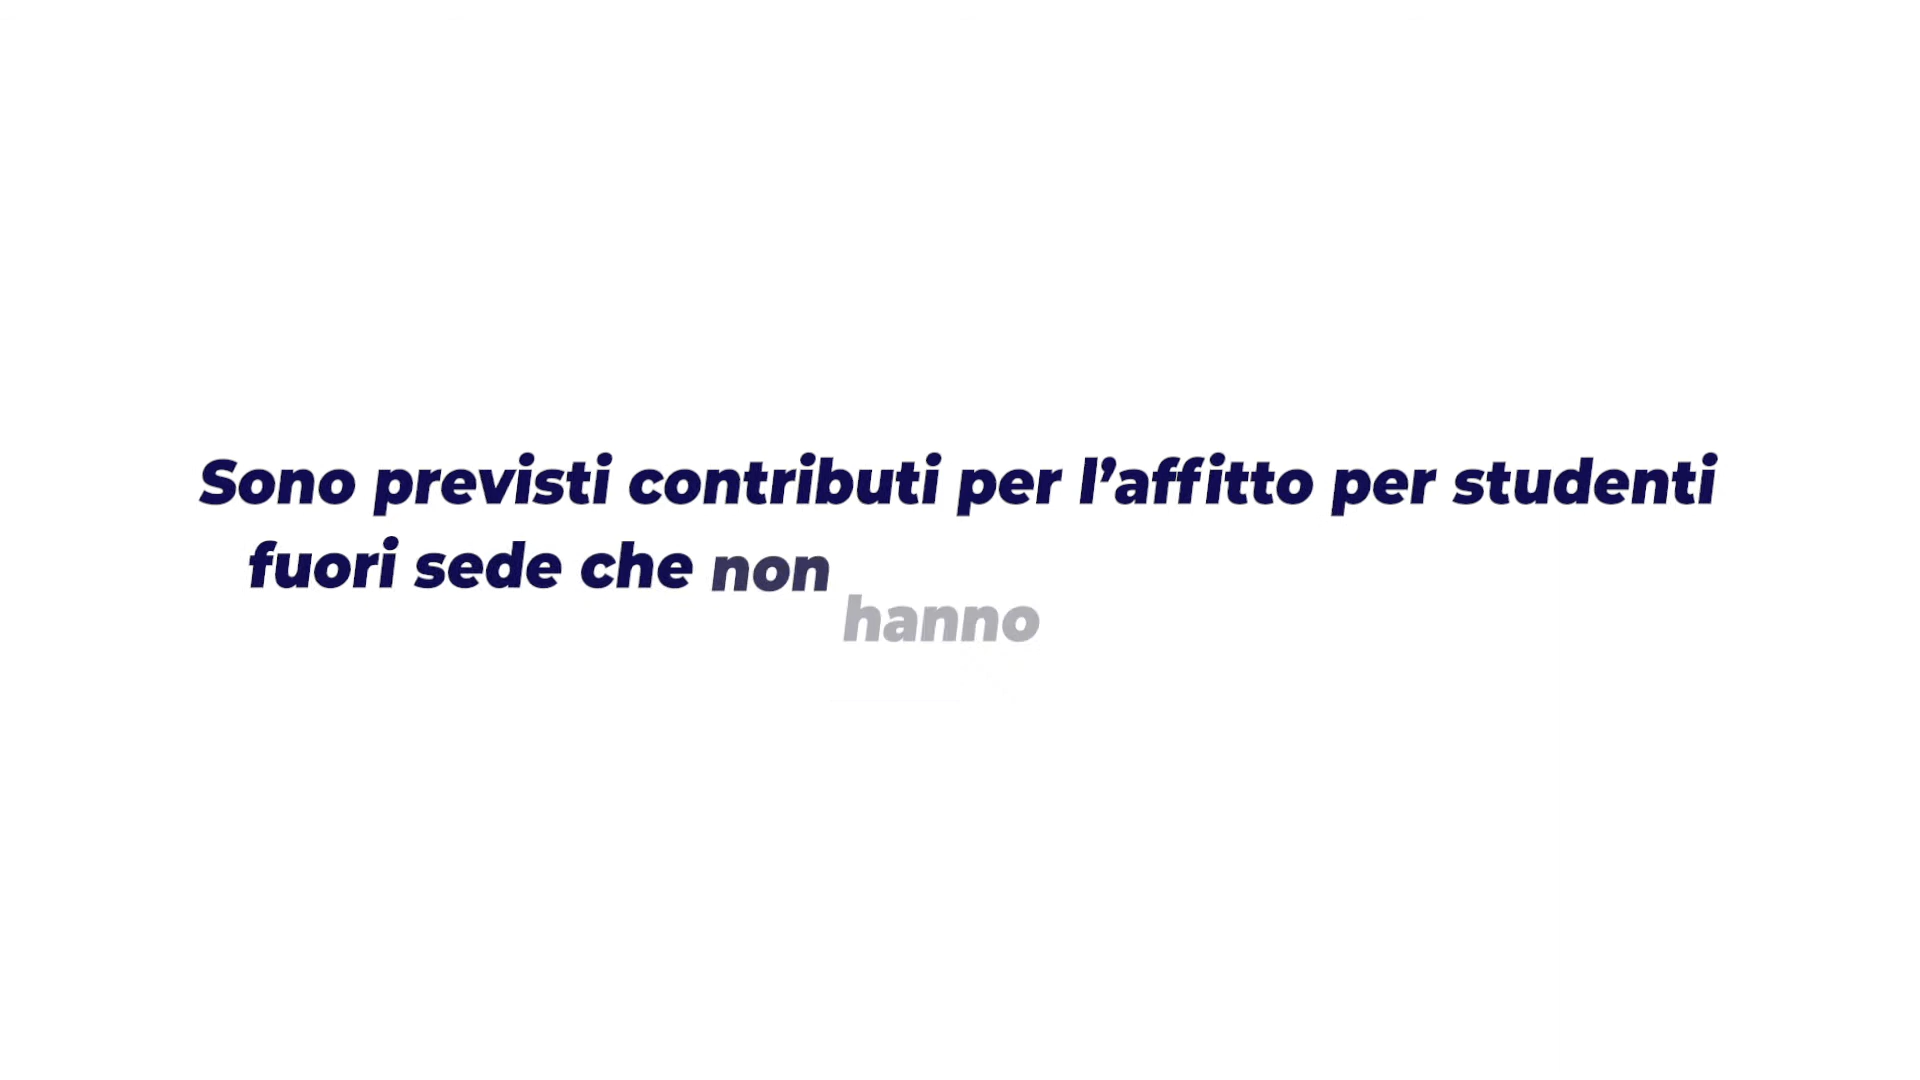 Sono previsti contributi per l’affitto per studenti
fuori sede che non hanno